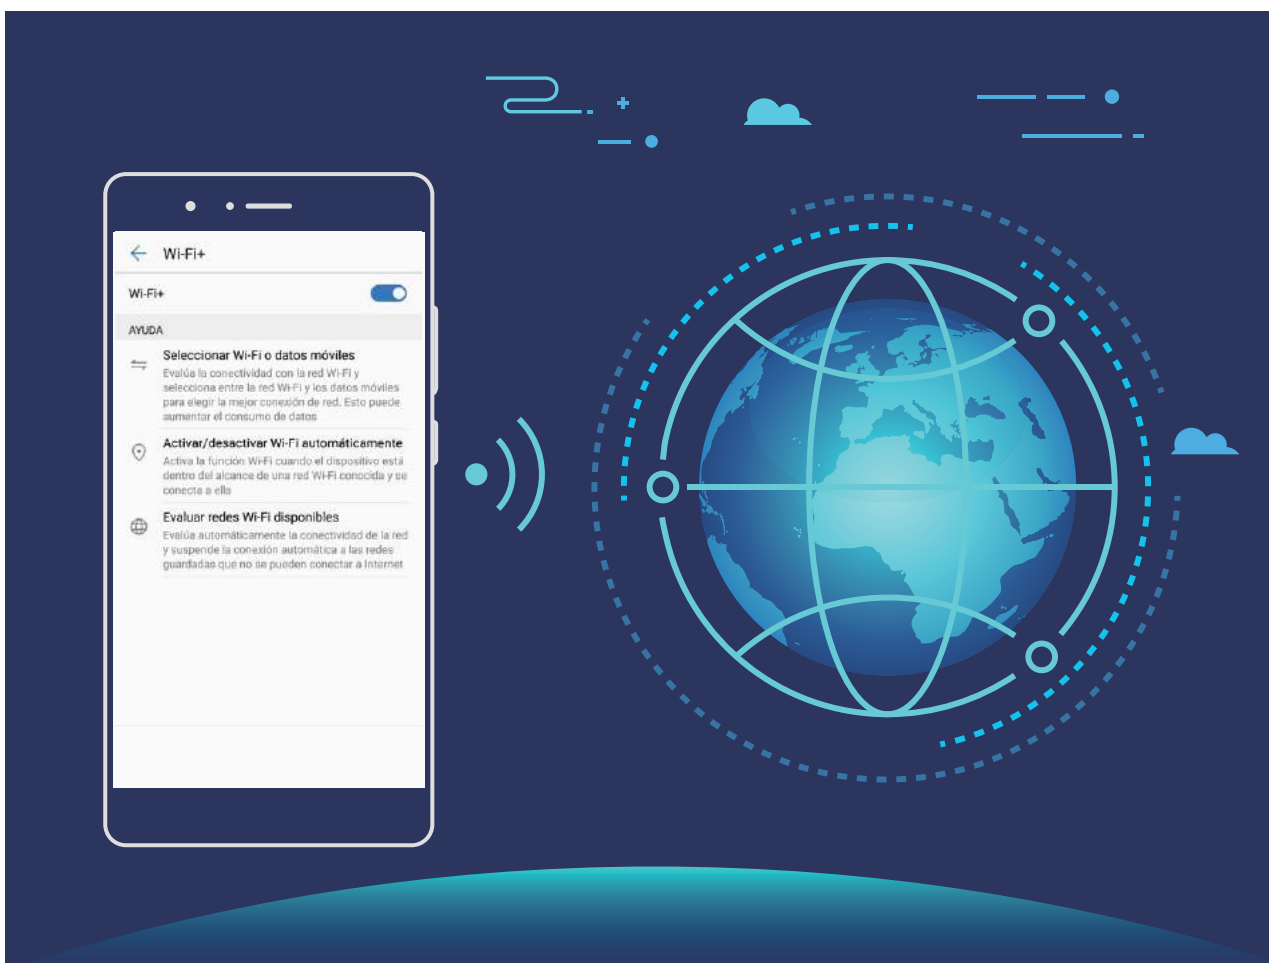 Wi-Fi+
Wi-Fi+
AYUDA
Seleccionar Wi-Fi o datos móviles
Evalúa la conectividad con la red Wi-Fi y
selecciona entre la red Wi-Fi y los datos móviles
para elegir la mejor conexión de red. Esto puede
aumentar el consumo de datos
Activar/desactivar Wi-Fi automáticamente
Activa la función Wi-Fi cuando el dispositivo está
dentro del alcance de una red Wi-Fi conocida y se
conecta a ella
Evaluar redes Wi-Fi disponibles
Evalúa automáticamente la conectividad de la red
y suspende la conexión automática a las redes
guardadas que no se pueden conectar a Internet